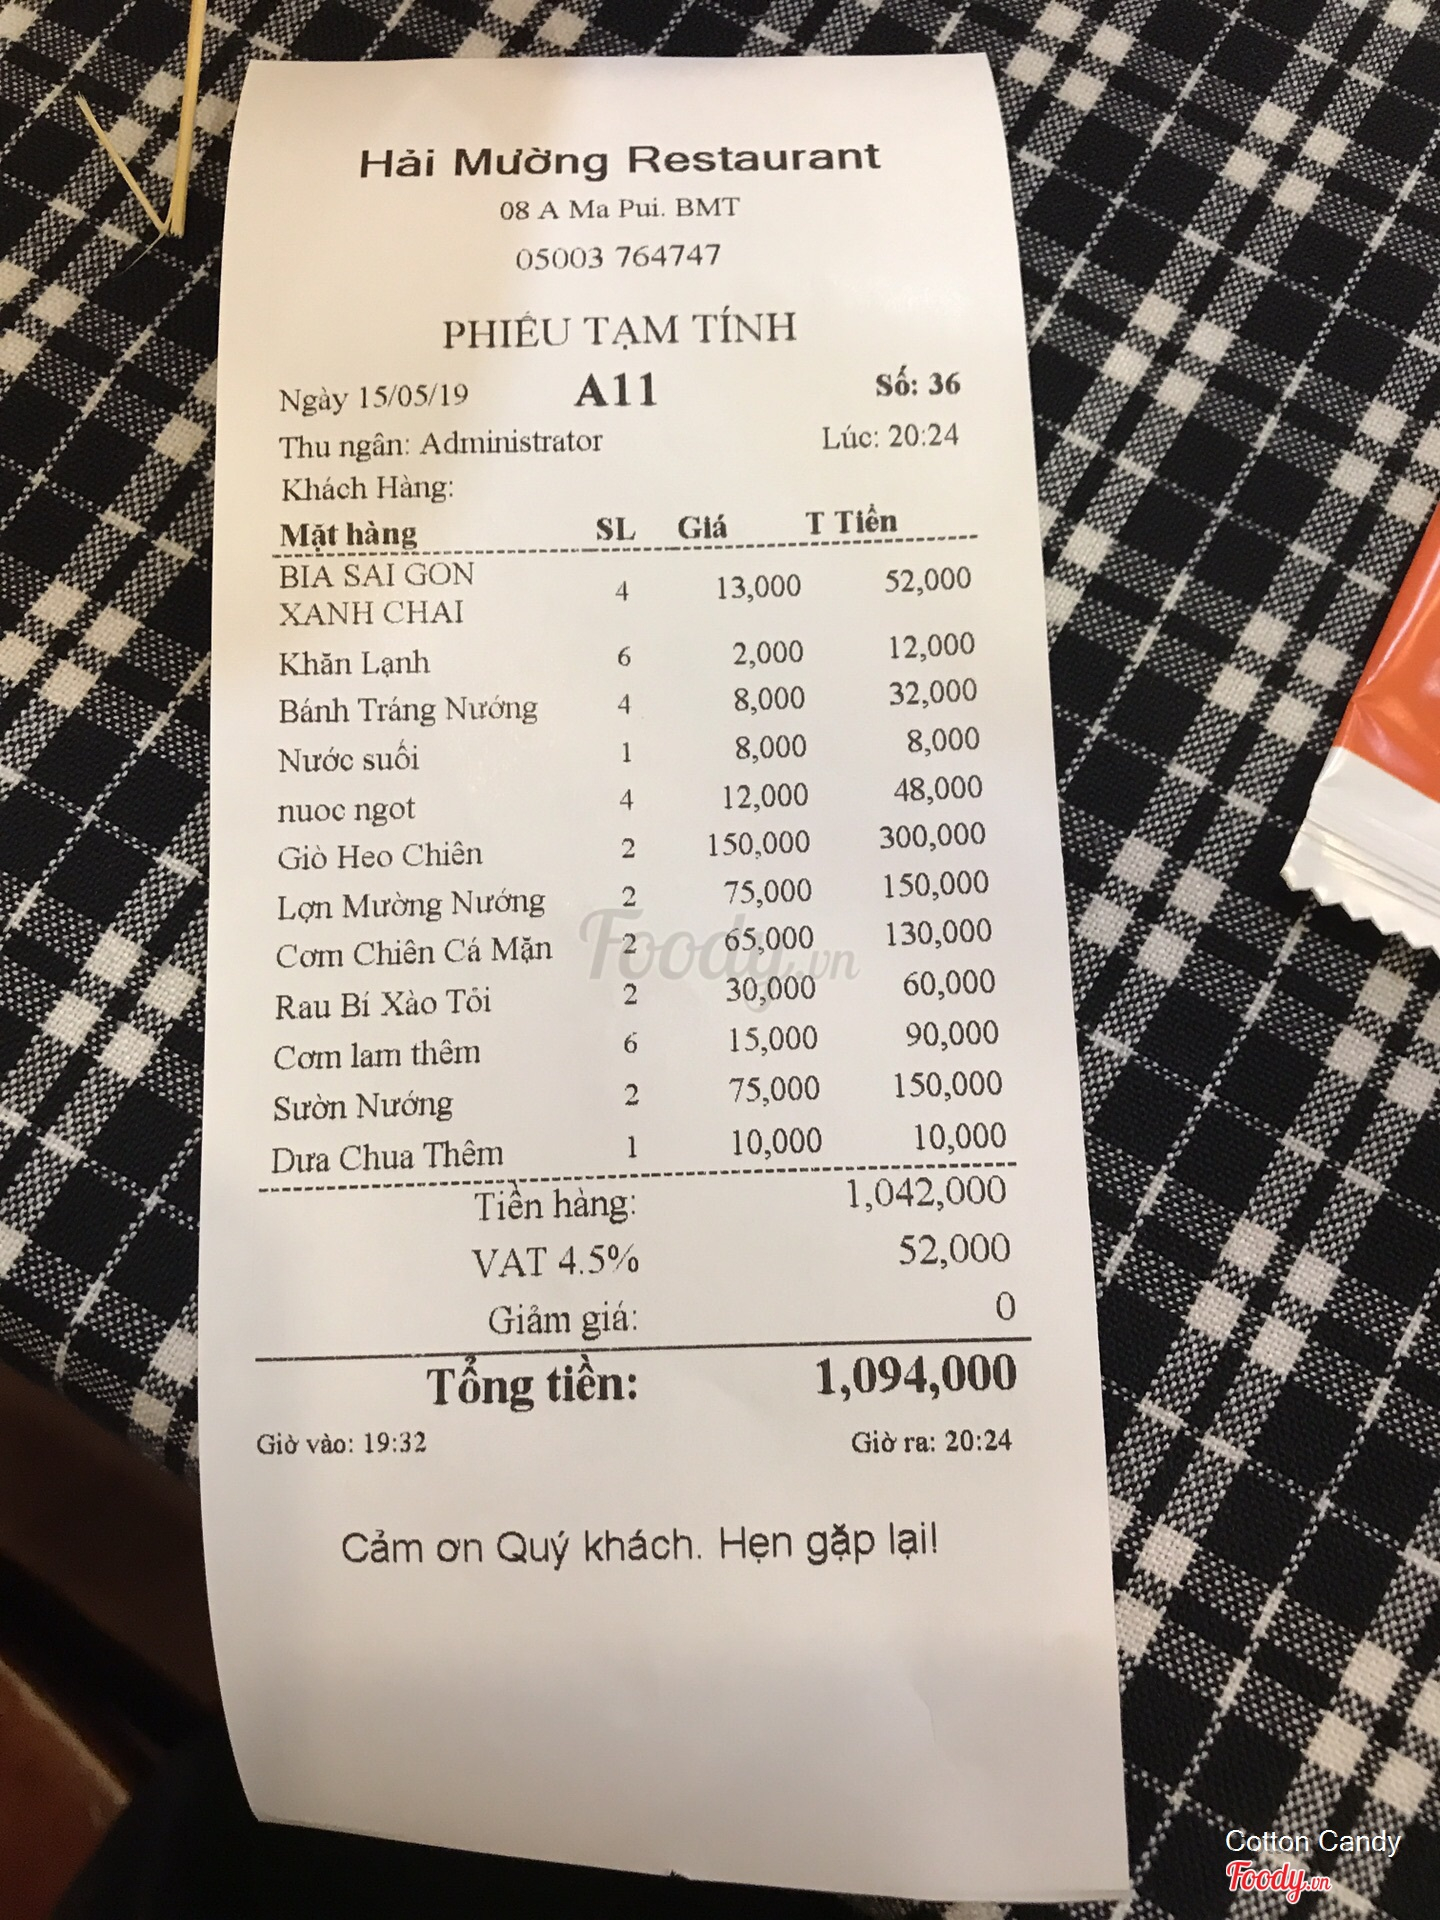 Hải Mường Restaurant
08 A Ma Pui. BMT
05003 764747
PHIẾU TẠM TÍNH
Ngày 15/05/19 A11 Số: 36
Thu ngân: Administrator Lúc: 20:24
Khách Hàng:
Mặt hàng SL Giá T Tiền
BIA SAI GON
XANH CHAI 4 13,000 52,000
Khăn Lạnh 6 2,000 12,000
Bánh Tráng Nướng 4 8,000 32,000
Nước suối 1 8,000 8,000
nuoc ngot 4 12,000 48,000
Giò Heo Chiên 2 150,000 300,000
Lợn Mường Nướng 2 75,000 150,000
Cơm Chiên Cá Mặn 2 65,000 130,000
Rau Bí Xào Tỏi 2 30,000 60,000
Cơm lam thêm 6 15,000 90,000
Sườn Nướng 2 75,000 150,000
Dưa Chua Thêm 1 10,000 10,000
Tiền hàng: 1,042,000
VAT 4.5% 52,000
Giảm giá: 0
Tổng tiền: 1,094,000
Giờ vào: 19:32 Giờ ra: 20:24
Cảm ơn Quý khách. Hẹn gặp lại!
Foody.vn
Cotton Candy
Foody.vn